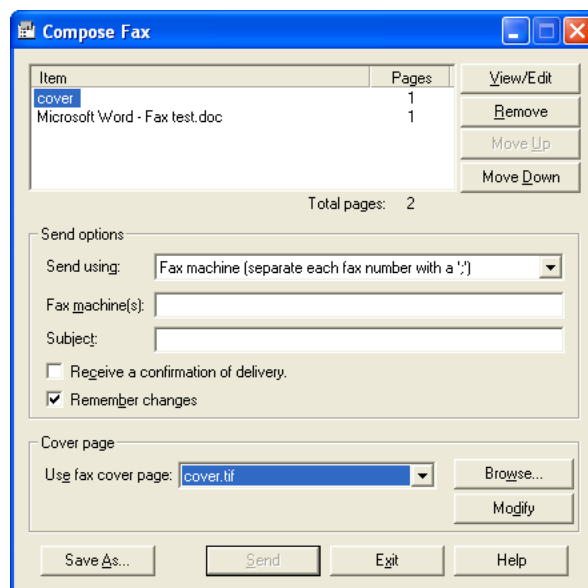 Compose Fax
Item Pages View/Edit
cover 1
Microsoft Word - Fax test.doc 1 Remove
Move Up
Move Down
Total pages: 2
Send options
Send using: Fax machine (separate each fax number with a ';')
Fax machine(s):
Subject:
Receive a confirmation of delivery.
Remember changes
Cover page
Use fax cover page: cover.tif Browse...
Modify
Save As... Send Exit Help